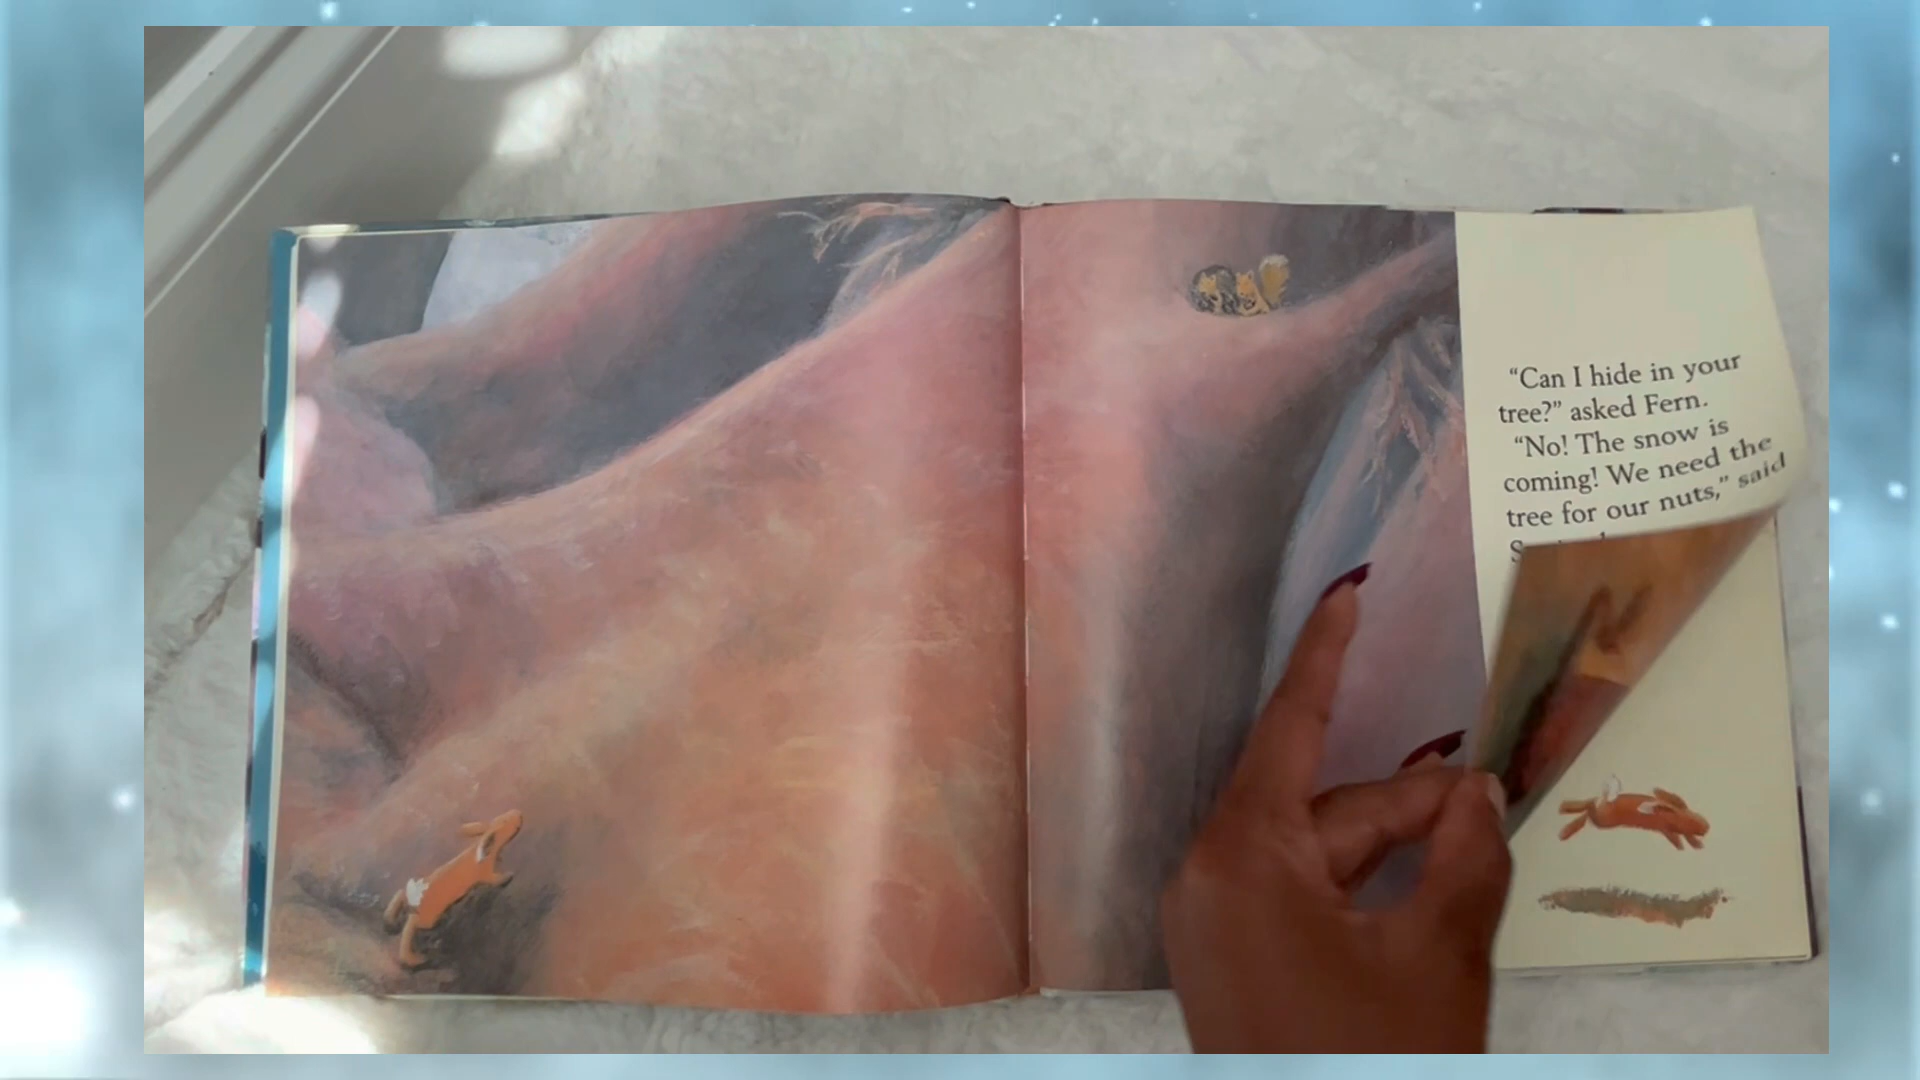 “Can I hide in your
tree?” asked Fern.
“No! The snow is
coming! We need the
tree for our nuts,” said